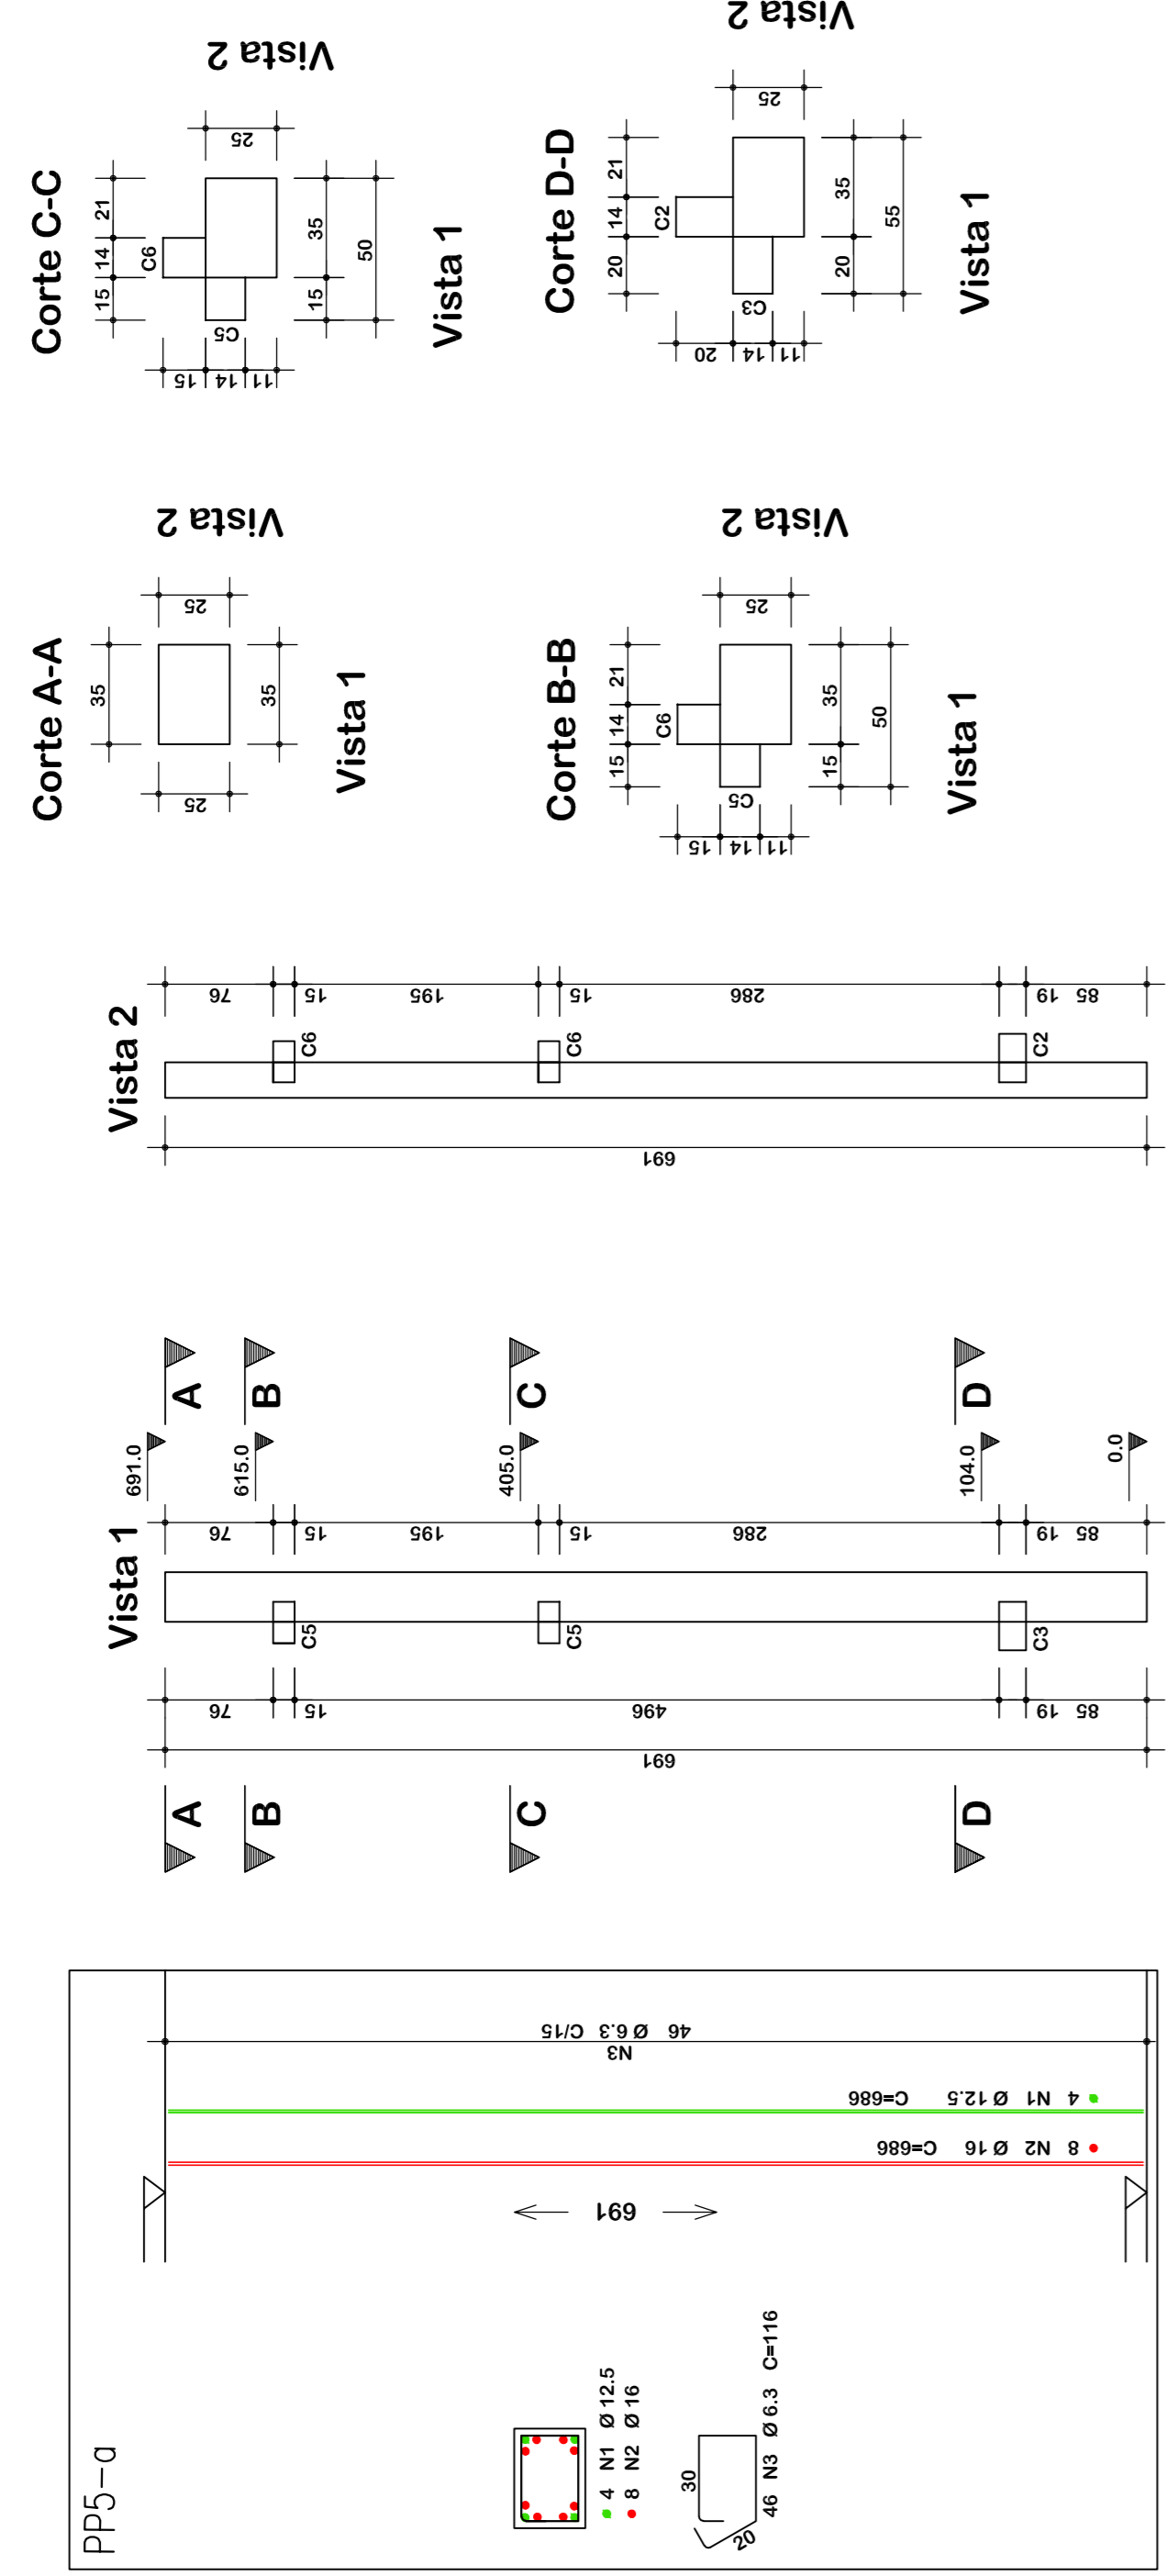 PP5-a
4 N1 Ø 12.5
8 N2 Ø 16
30
20
46 N3 Ø 6.3 C=116
691
8 N2 Ø 16 C=686
4 N1 Ø 12.5 C=686
N3
46 Ø 6.3 C/15
Vista 1
A
B
C
D
691
76
15
496
19
85
C5
C5
C3
76
15
195
15
286
19
85
691.0
615.0
405.0
104.0
0.0
A
B
C
D
Vista 2
691
C6
C6
C2
76
15
195
15
286
19
85
Corte A-A
35
25
25
35
Vista 1
Vista 2
Corte B-B
15
14
21
C6
15
14
11
C5
25
15
35
50
Vista 1
Vista 2
Corte C-C
15
14
21
C6
15
14
11
C5
25
15
35
50
Vista 1
Vista 2
Corte D-D
20
14
21
C2
20
14
11
C3
25
20
35
55
Vista 1
Vista 2